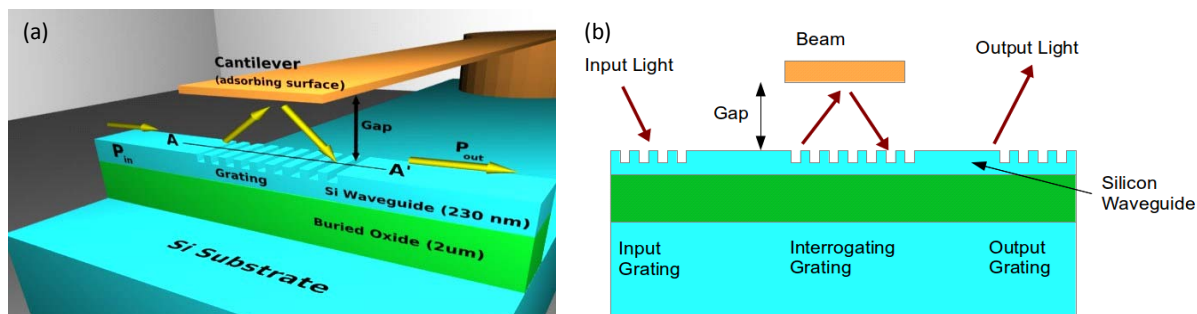 (a)
Cantilever
(adsorbing surface)
Gap
A
P in
A'
P out
Grating
Si Waveguide (230 nm)
Buried Oxide (2um)
Si Substrate
(b)
Beam
Input Light
Output Light
Gap
Silicon
Waveguide
Input
Grating
Interrogating
Grating
Output
Grating